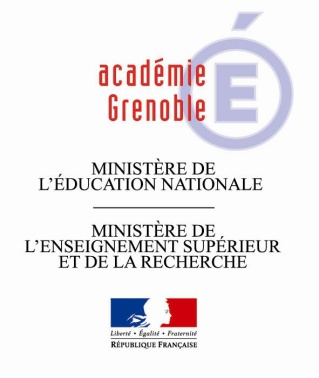 académie
Grenoble
É
MINISTÈRE DE
L'ÉDUCATION NATIONALE
MINISTÈRE DE
L'ENSEIGNEMENT SUPÉRIEUR
ET DE LA RECHERCHE
Liberté • Égalité • Fraternité
RÉPUBLIQUE FRANÇAISE